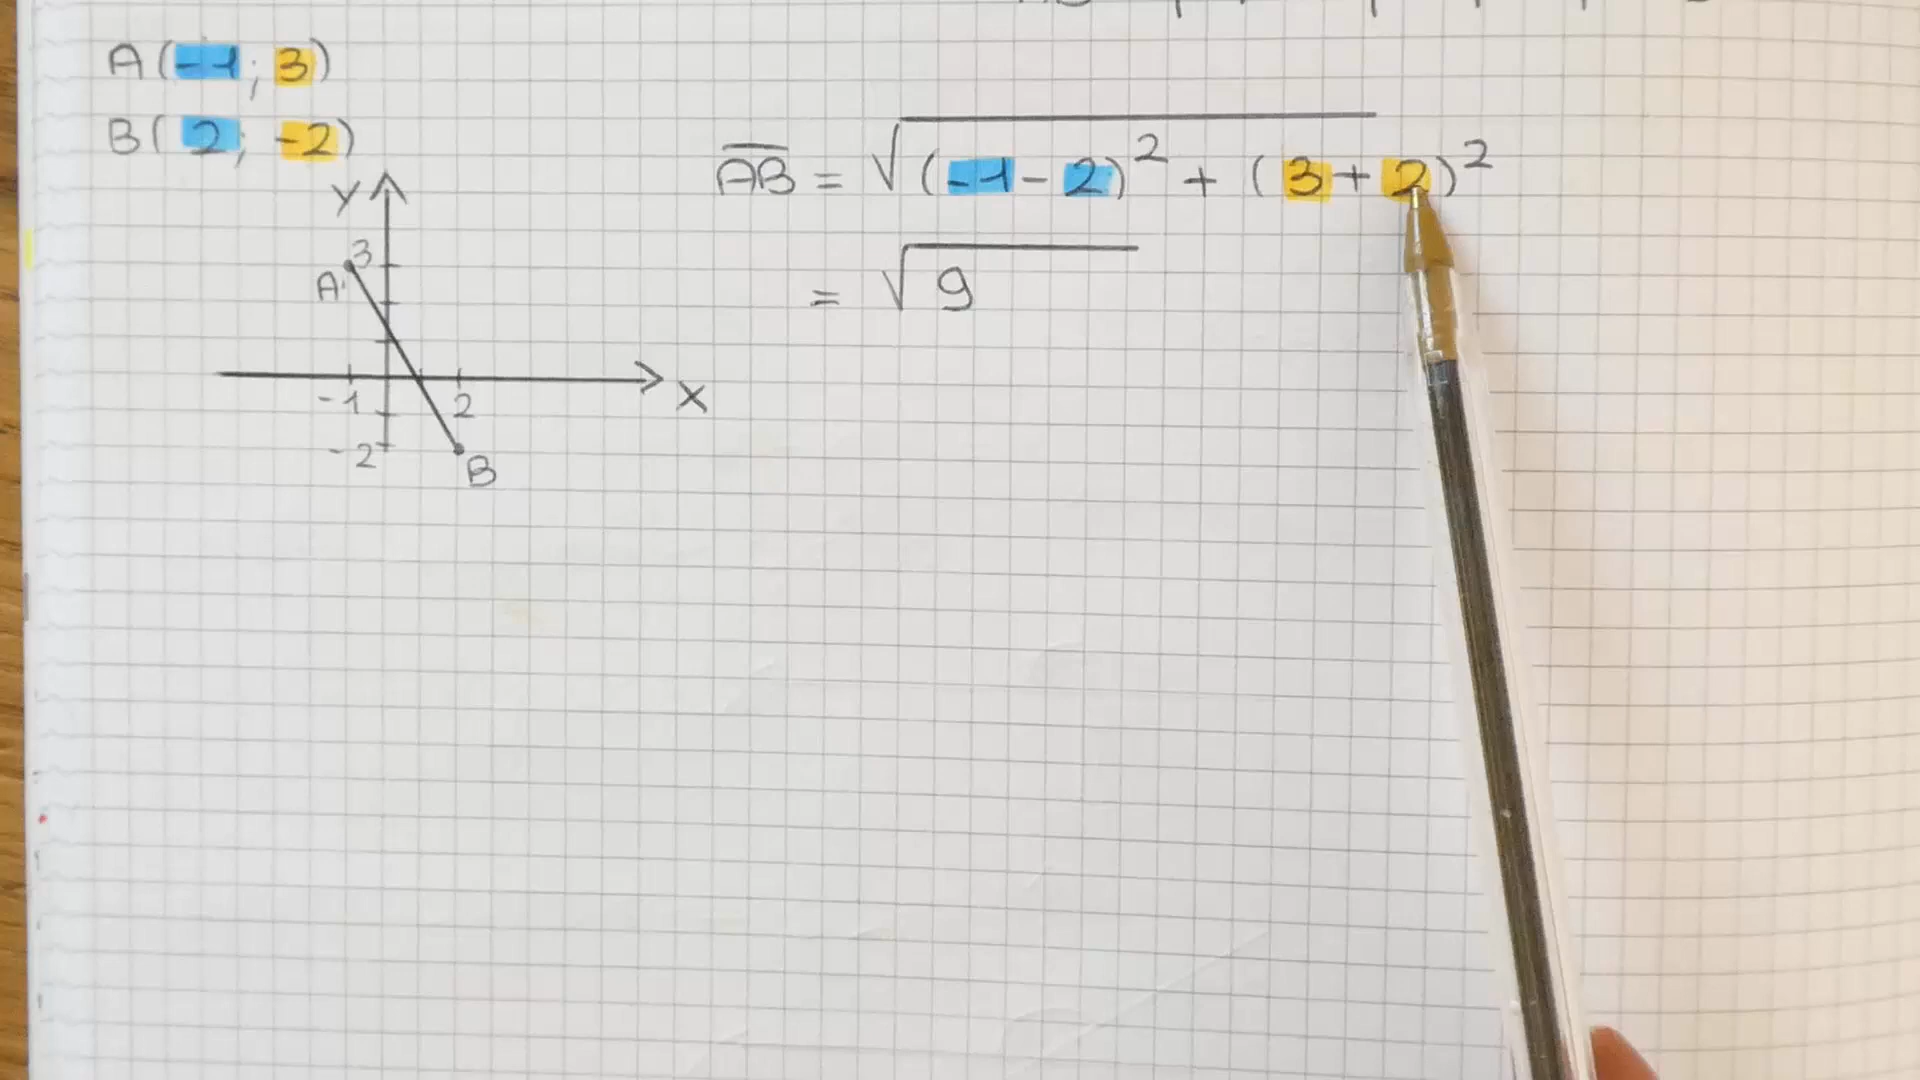 A(-1; 3)
B(2; -2)
AB = √(-1-2)² + (3+2)²
= √9
y
3
A
-1
2
x
-2
B